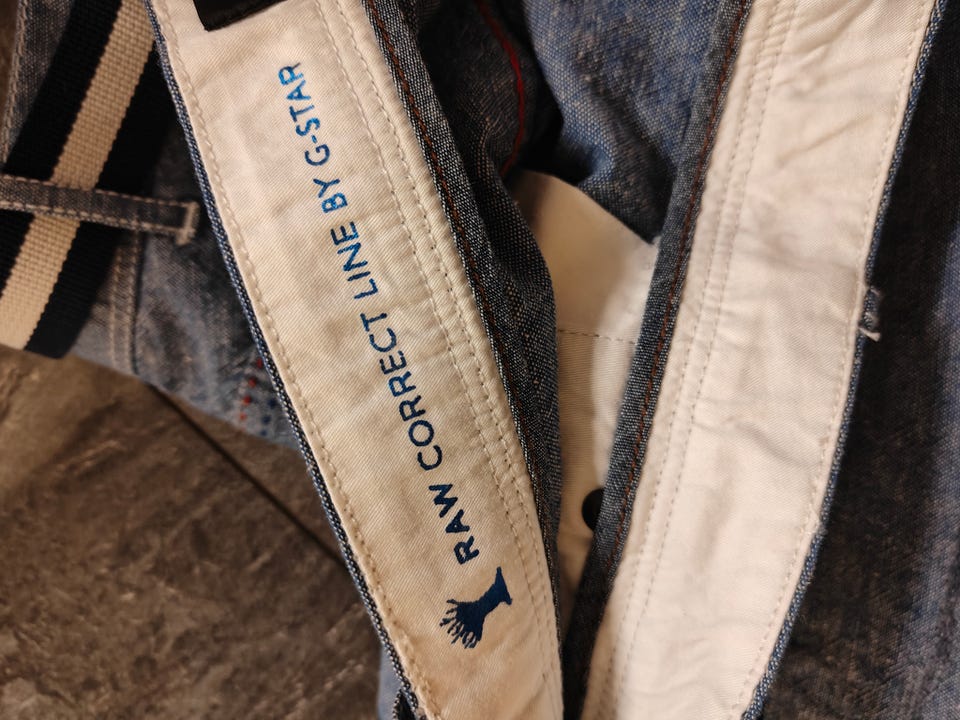 RAW CORRECT LINE BY G-STAR